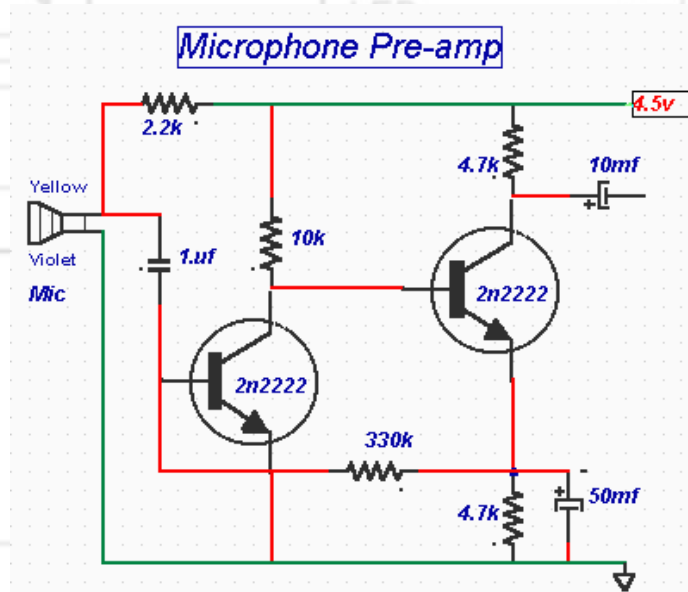 Microphone Pre-amp
4.5v
2.2k
4.7k
10mf
+
Yellow
10k
1.uf
Violet
2n2222
Mic
2n2222
330k
-
+
50mf
4.7k